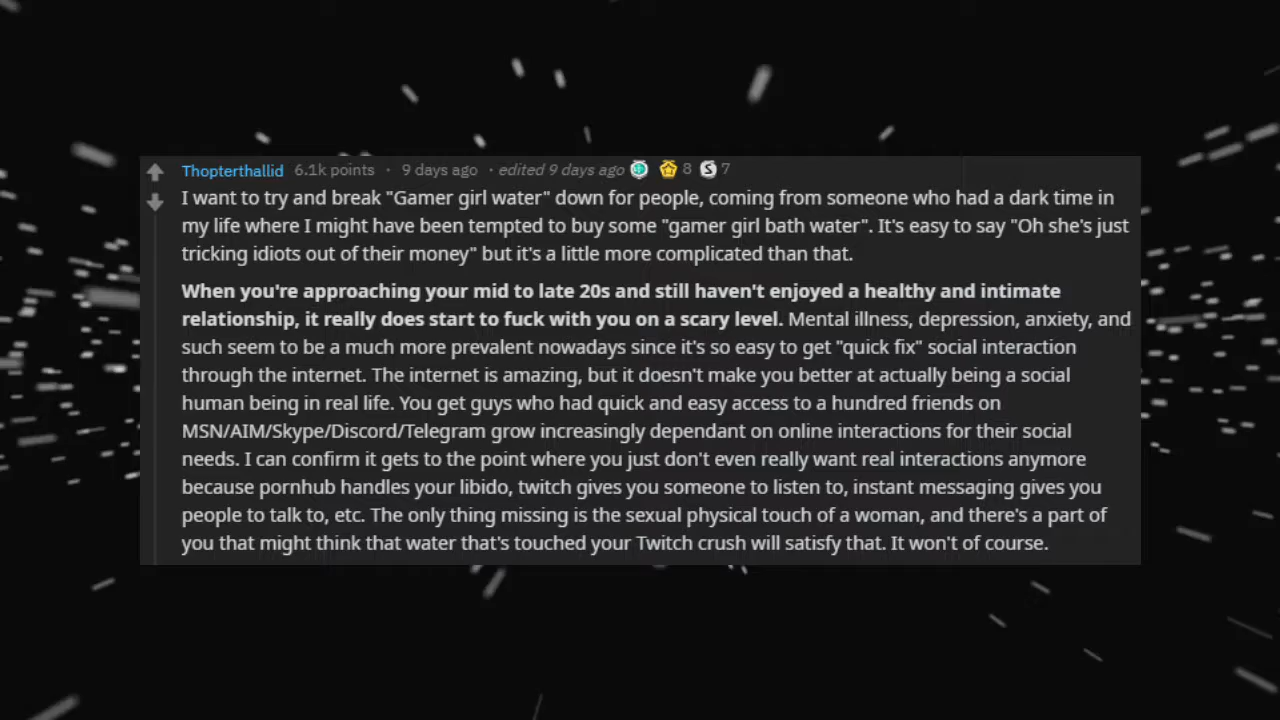 Thopterthallid 6.1k points · 9 days ago · edited 9 days ago 8 7
I want to try and break "Gamer girl water" down for people, coming from someone who had a dark time in
my life where I might have been tempted to buy some "gamer girl bath water". It's easy to say "Oh she's just
tricking idiots out of their money" but it's a little more complicated than that.
When you're approaching your mid to late 20s and still haven't enjoyed a healthy and intimate
relationship, it really does start to fuck with you on a scary level. Mental illness, depression, anxiety, and
such seem to be a much more prevalent nowadays since it's so easy to get "quick fix" social interaction
through the internet. The internet is amazing, but it doesn't make you better at actually being a social
human being in real life. You get guys who had quick and easy access to a hundred friends on
MSN/AIM/Skype/Discord/Telegram grow increasingly dependant on online interactions for their social
needs. I can confirm it gets to the point where you just don't even really want real interactions anymore
because pornhub handles your libido, twitch gives you someone to listen to, instant messaging gives you
people to talk to, etc. The only thing missing is the sexual physical touch of a woman, and there's a part of
you that might think that water that's touched your Twitch crush will satisfy that. It won't of course.